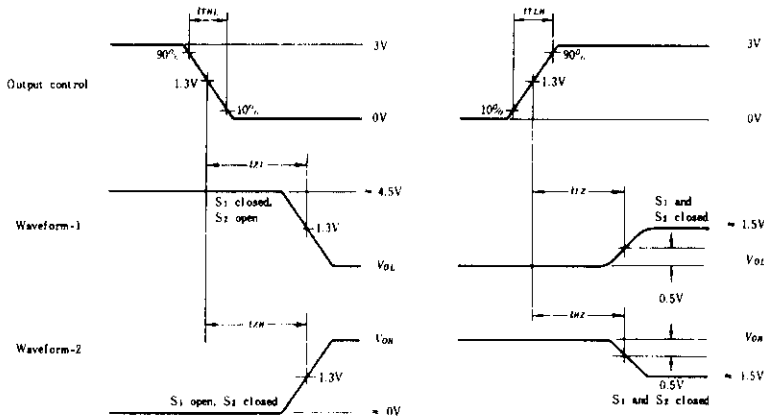 tTHL
tTLH
3V
3V
90%
90%
Output control
1.3V
1.3V
10%
10%
0V
0V
tZL
tLZ
≈ 4.5V
S1 closed,
S2 open
S1 and
S2 closed
≈ 1.5V
Waveform-1
1.3V
VOL
VOL
0.5V
tZH
tHZ
VOH
VOH
Waveform-2
1.3V
0.5V
≈ 1.5V
S1 open, S2 closed
S1 and S2 closed
≈ 0V